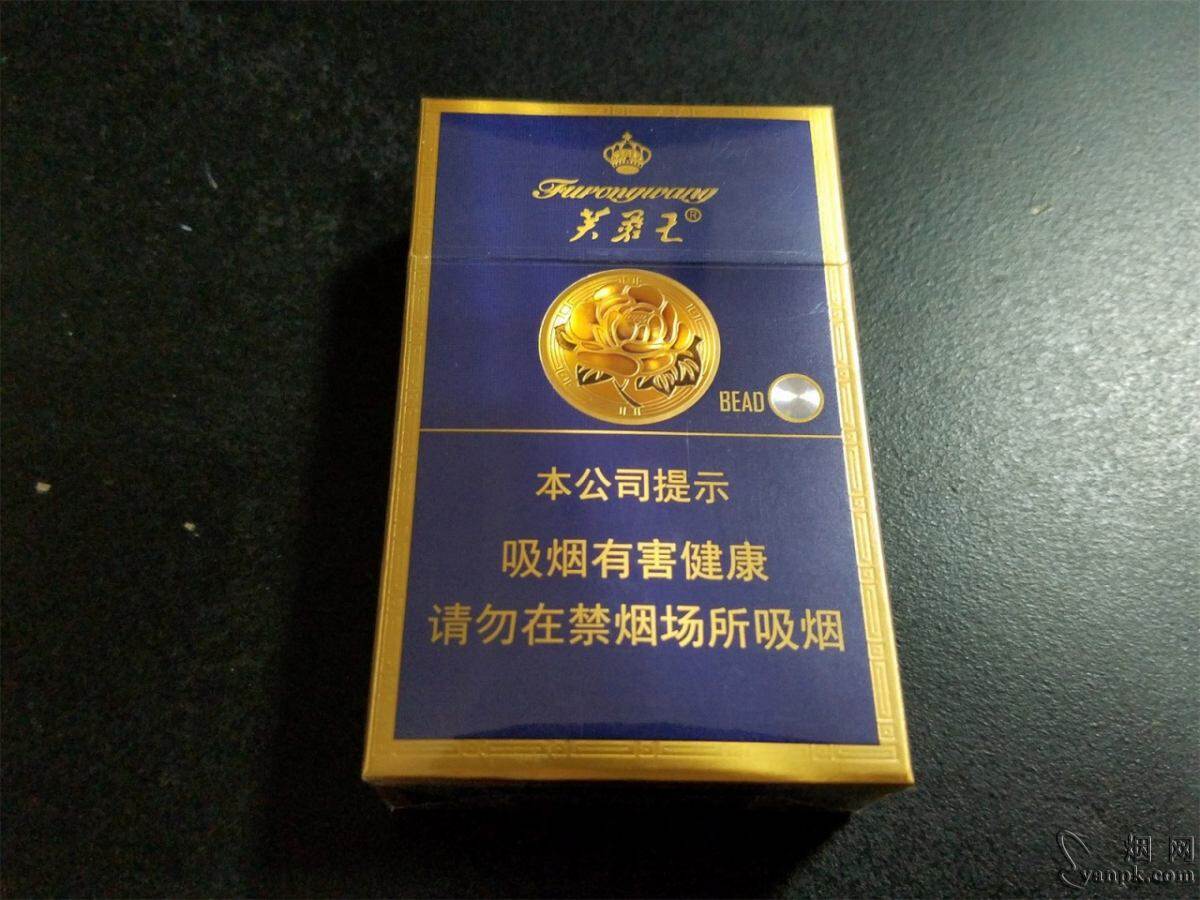 Furongwang
芙蓉王®
BEAD
本公司提示
吸烟有害健康
请勿在禁烟场所吸烟
烟网
yanpk.com